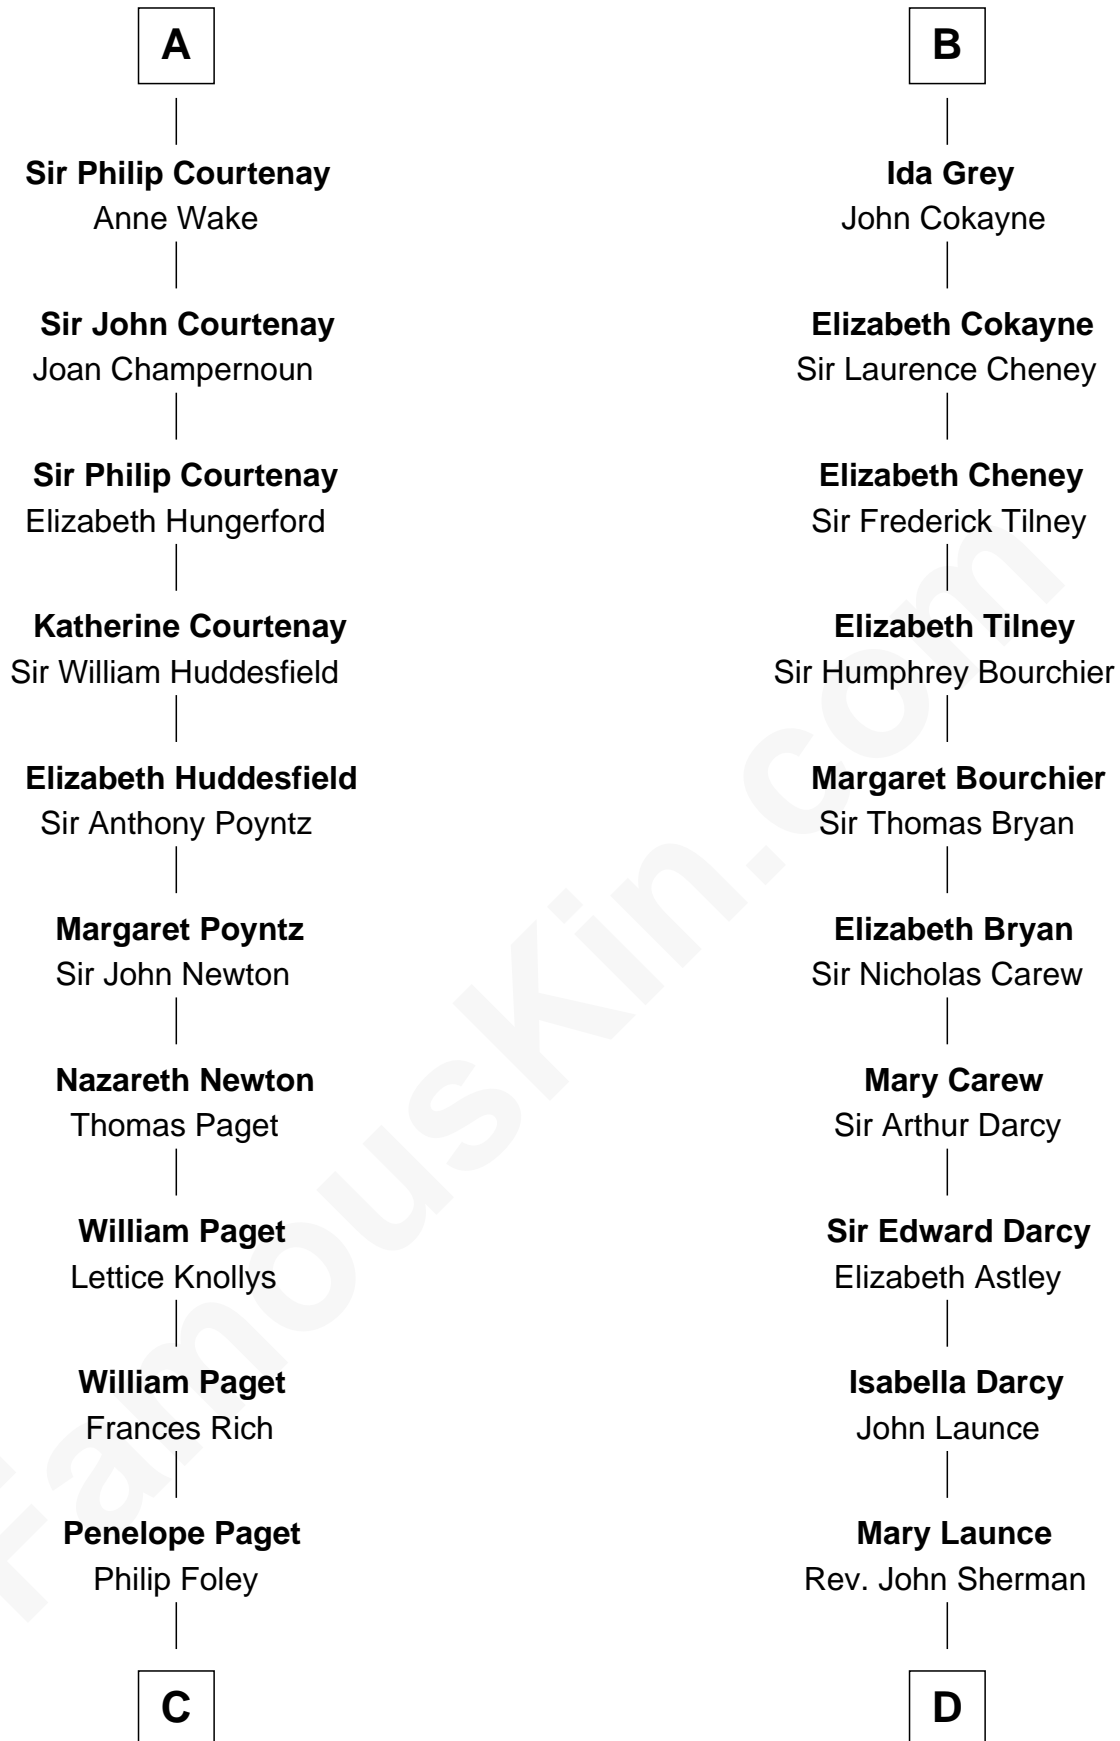 A
Sir Philip Courtenay
Anne Wake
Sir John Courtenay
Joan Champernoun
Sir Philip Courtenay
Elizabeth Hungerford
Katherine Courtenay
Sir William Huddesfield
Elizabeth Huddesfield
Sir Anthony Poyntz
Margaret Poyntz
Sir John Newton
Nazareth Newton
Thomas Paget
William Paget
Lettice Knollys
William Paget
Frances Rich
Penelope Paget
Philip Foley
C
B
Ida Grey
John Cokayne
Elizabeth Cokayne
Sir Laurence Cheney
Elizabeth Cheney
Sir Frederick Tilney
Elizabeth Tilney
Sir Humphrey Bourchier
Margaret Bourchier
Sir Thomas Bryan
Elizabeth Bryan
Sir Nicholas Carew
Mary Carew
Sir Arthur Darcy
Sir Edward Darcy
Elizabeth Astley
Isabella Darcy
John Launce
Mary Launce
Rev. John Sherman
D
FamousKin.com